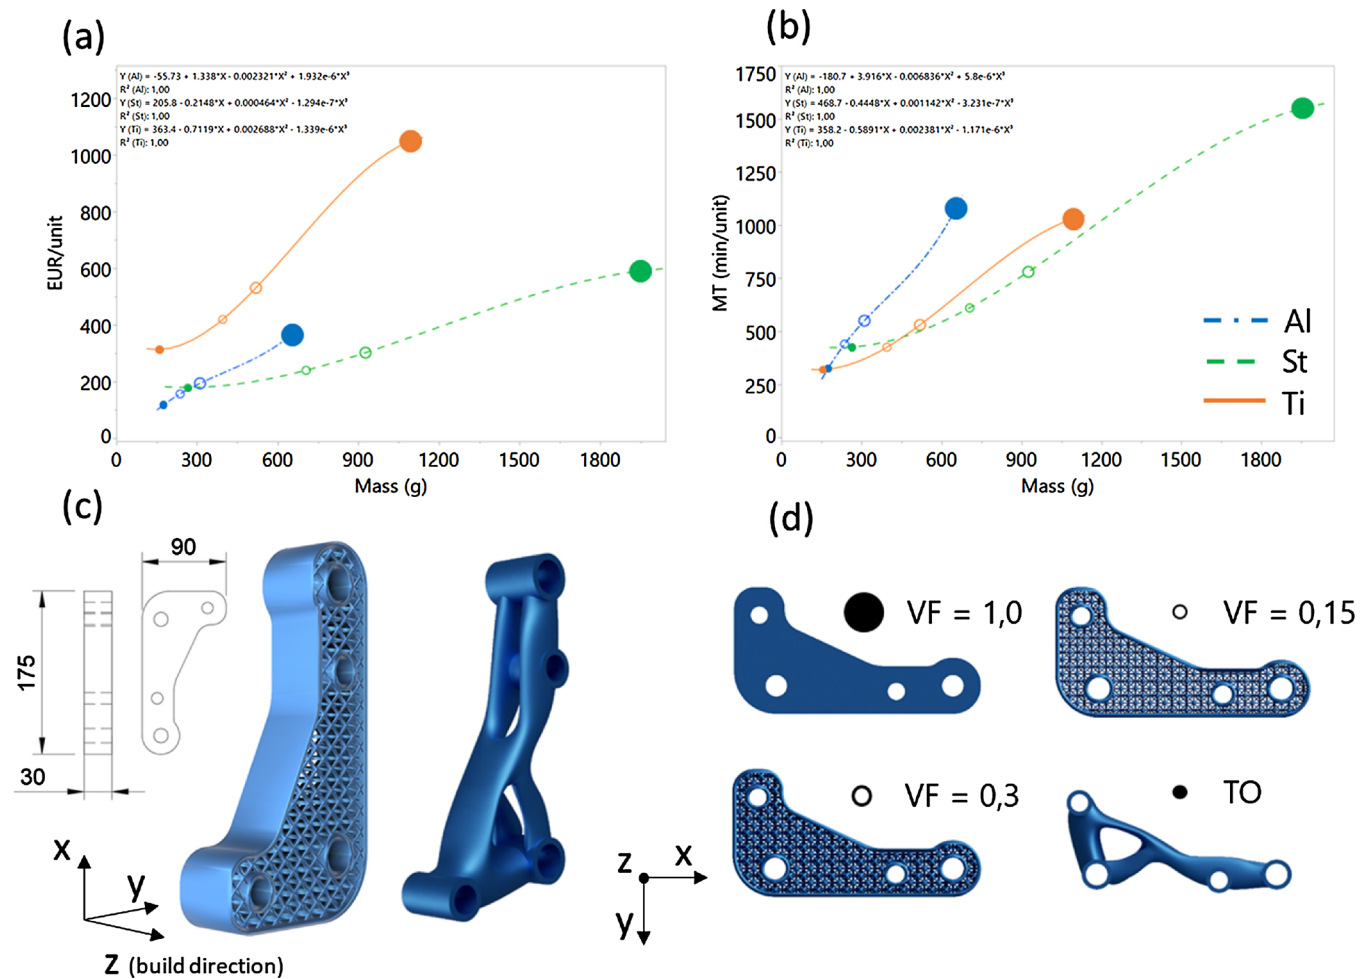 (a)
Y (Al) = -55.73 + 1.338*X - 0.002321*X² + 1.932e-6*X³
R² (Al): 1,00
Y (St) = 205.8 - 0.2148*X + 0.000464*X² - 1.294e-7*X³
R² (St): 1,00
Y (Ti) = 363.4 - 0.7119*X + 0.002688*X² - 1.339e-6*X³
R² (Ti): 1,00
EUR/unit
1200
1000
800
600
400
200
0
0 300 600 900 1200 1500 1800
Mass (g)
(b)
Y (Al) = -180.7 + 3.916*X - 0.006836*X² + 5.8e-6*X³
R² (Al): 1,00
Y (St) = 468.7 - 0.4448*X + 0.001142*X² - 3.231e-7*X³
R² (St): 1,00
Y (Ti) = 358.2 - 0.5891*X + 0.002381*X² - 1.171e-6*X³
R² (Ti): 1,00
MT (min/unit)
1750
1500
1250
1000
750
500
250
0
0 300 600 900 1200 1500 1800
Mass (g)
Al
St
Ti
(c)
90
175
30
x
y
z (build direction)
(d)
VF = 1,0
VF = 0,15
VF = 0,3
TO
z
x
y